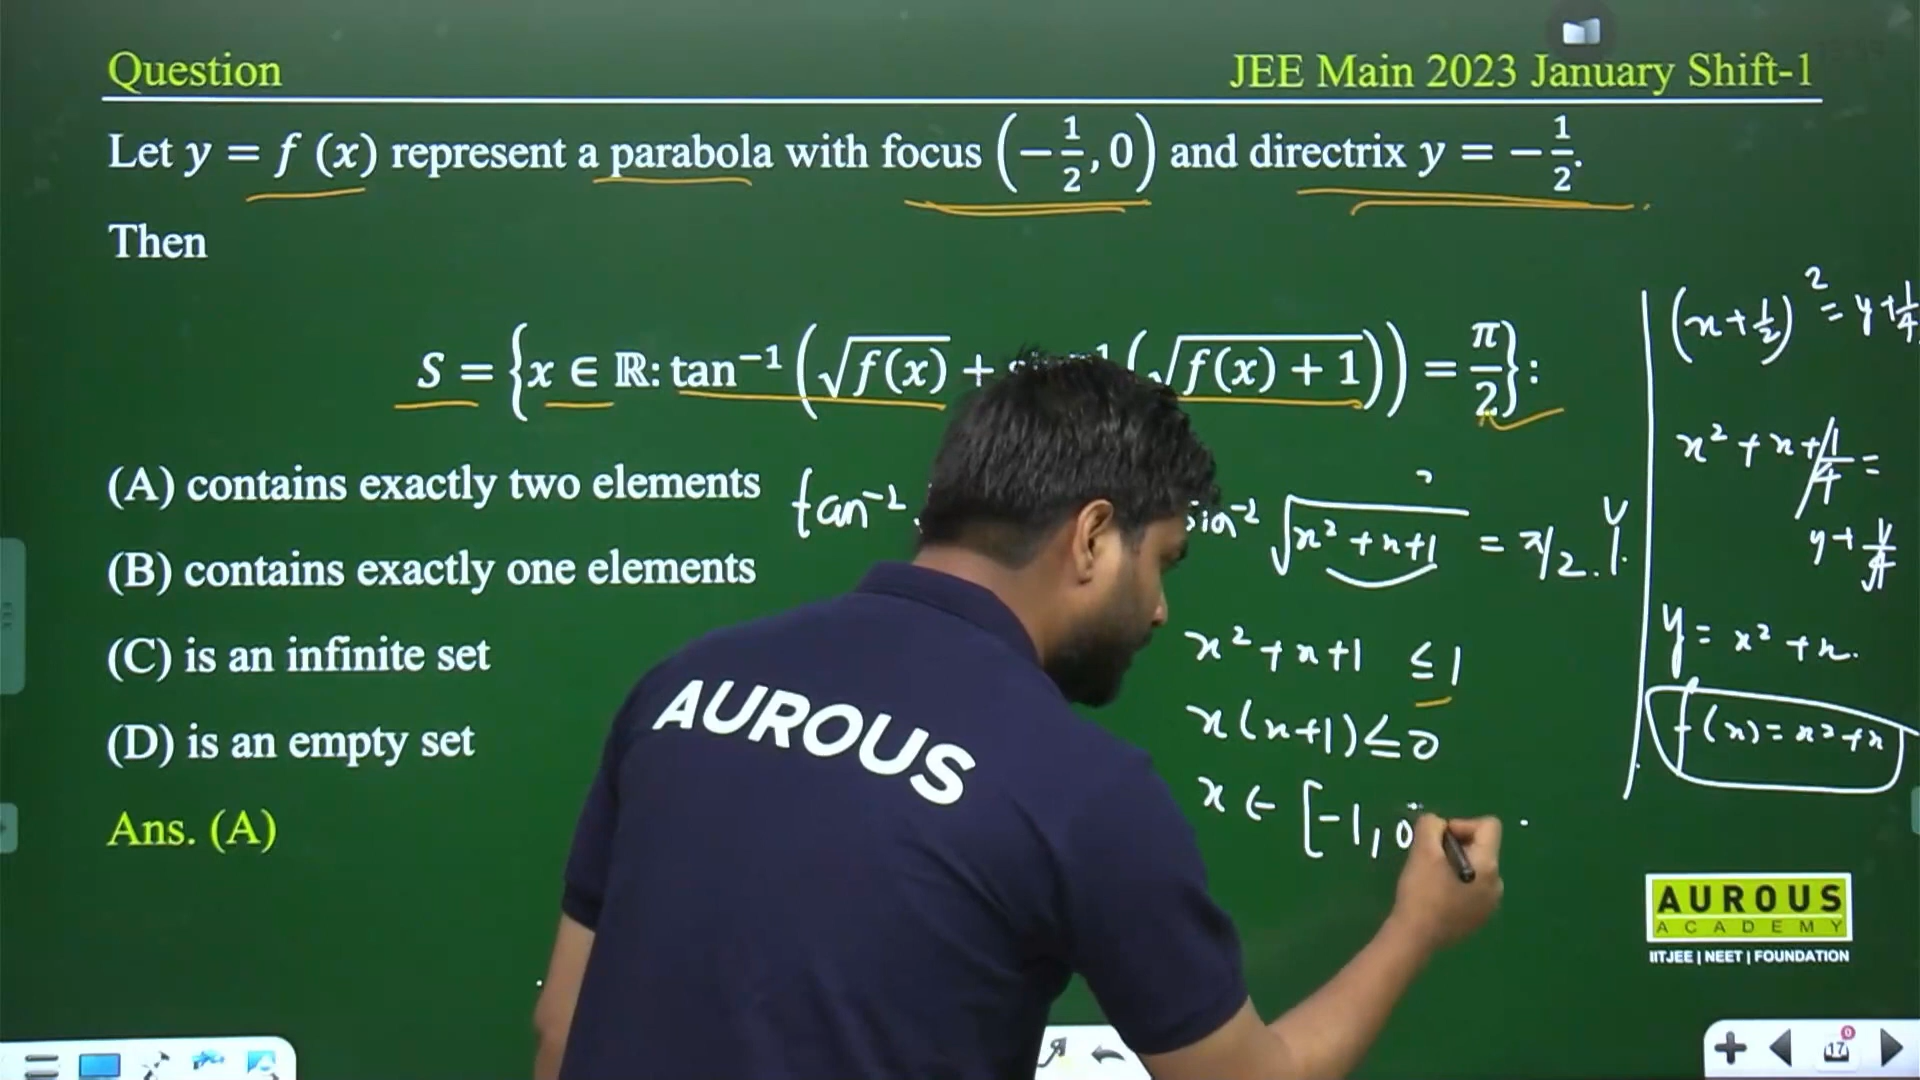 Question
JEE Main 2023 January Shift-1
Let y = f (x) represent a parabola with focus (−1/2, 0) and directrix y = −1/2.
Then
S = {x ∈ ℝ: tan⁻¹ (√f(x) + (√f(x) + 1)) = π/2}:
(A) contains exactly two elements
(B) contains exactly one elements
(C) is an infinite set
(D) is an empty set
Ans. (A)
tan⁻¹ sin⁻¹ √x²+x+1 = π/2.
x²+x+1 ≤ 1
x(x+1) ≤ 0
x ∈ [-1, 0
(x+1/2)² = y+1/4
x²+x+1/4 =
y+1/4
y = x²+x.
f(x) = x²+x
AUROUS
AUROUS
ACADEMY
IITJEE | NEET | FOUNDATION
17
0